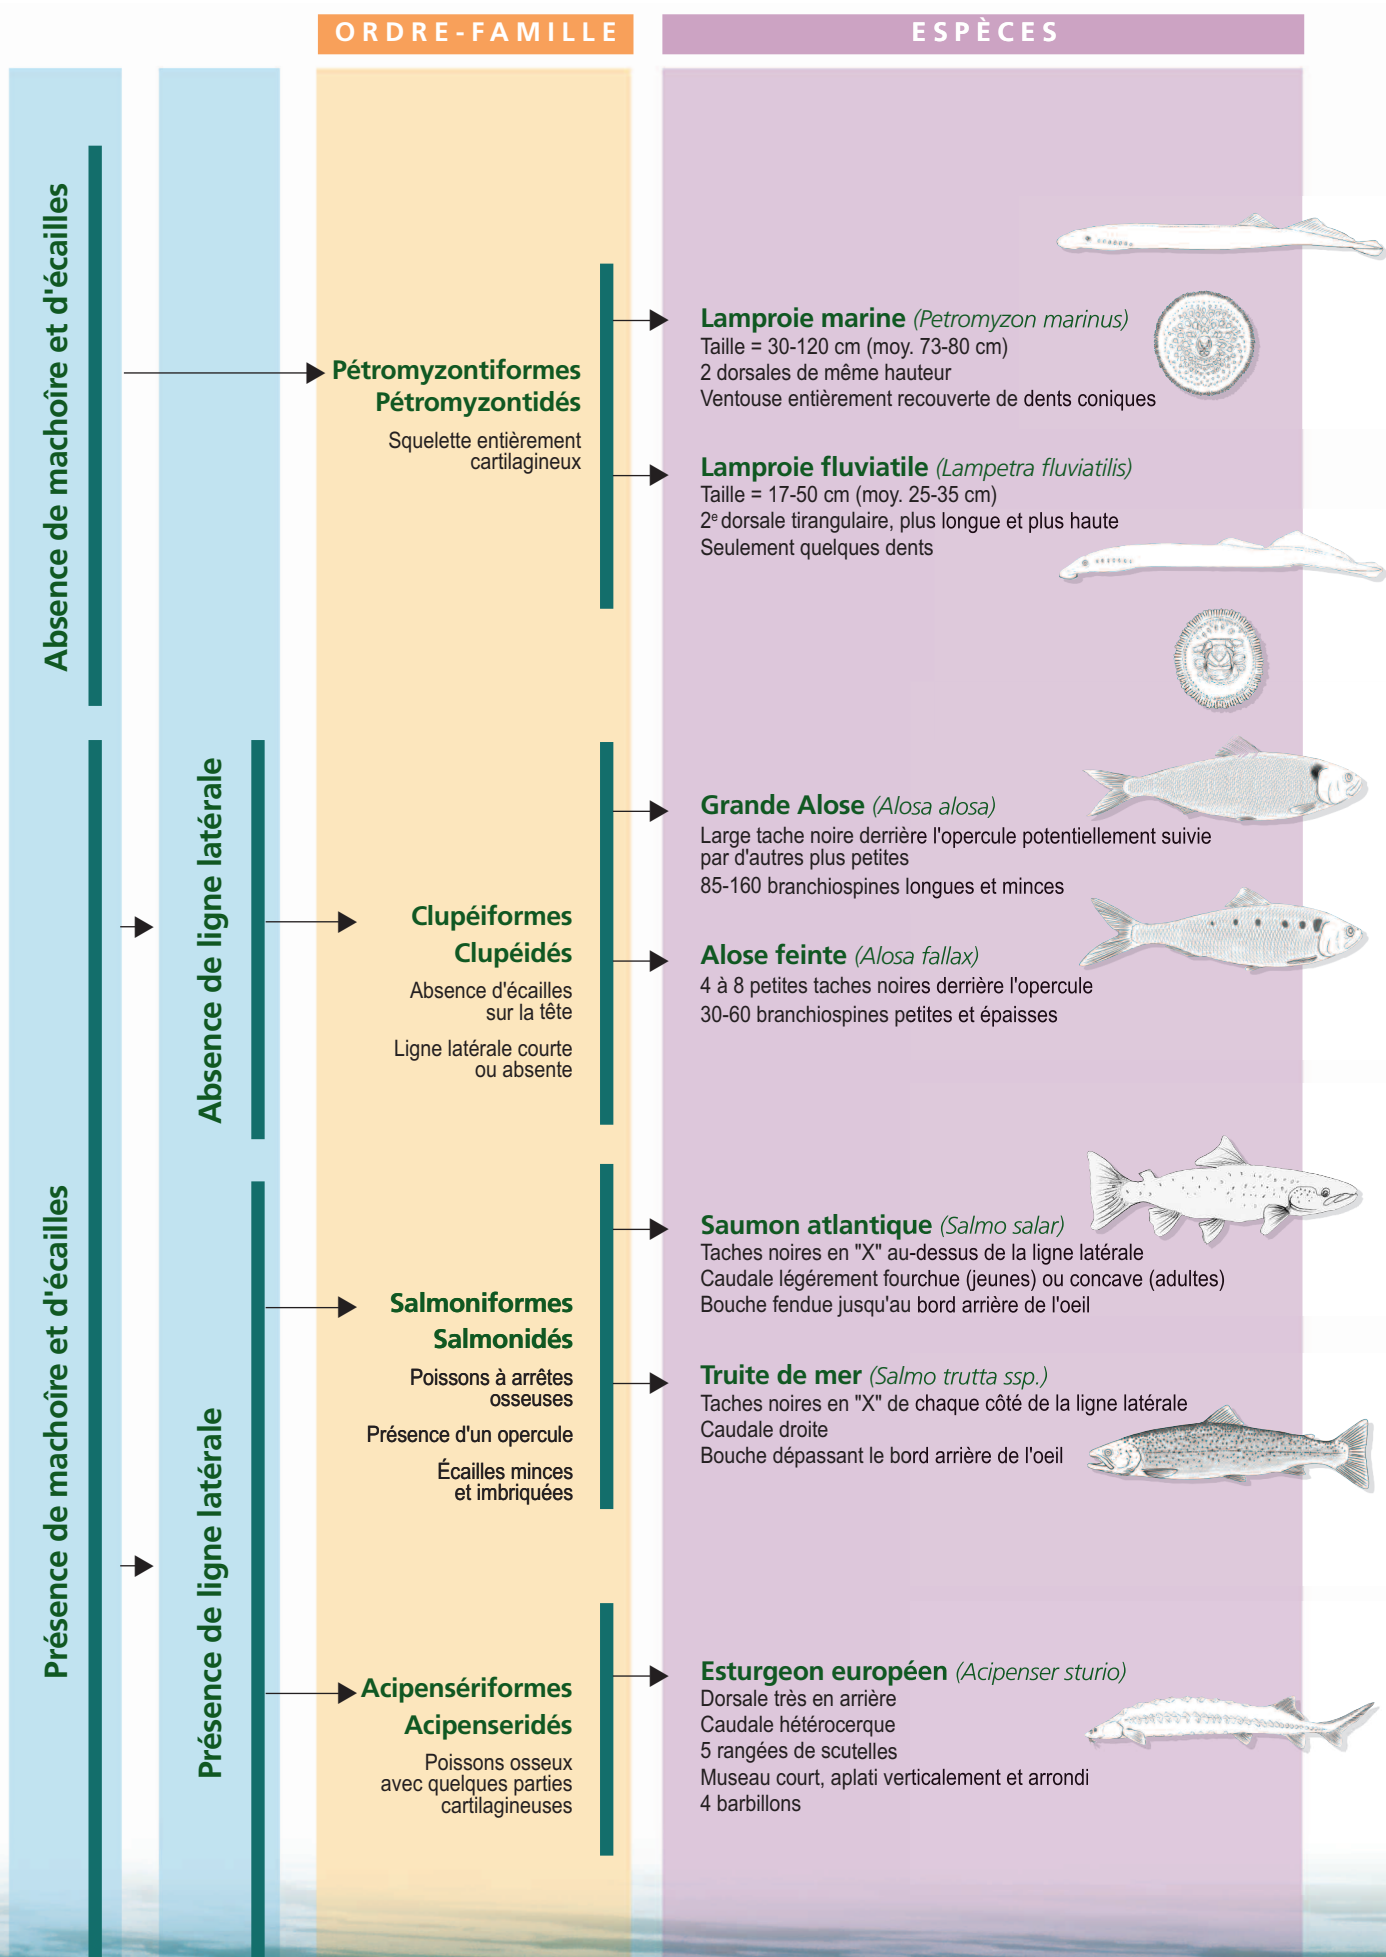 ORDRE-FAMILLE
ESPÈCES
Absence de machoîre et d'écailles
Pétromyzontiformes
Pétromyzontidés
Squelette entièrement
cartilagineux
Lamproie marine (Petromyzon marinus)
Taille = 30-120 cm (moy. 73-80 cm)
2 dorsales de même hauteur
Ventouse entièrement recouverte de dents coniques
Lamproie fluviatile (Lampetra fluviatilis)
Taille = 17-50 cm (moy. 25-35 cm)
2e dorsale tirangulaire, plus longue et plus haute
Seulement quelques dents
Présence de machoîre et d'écailles
Absence de ligne latérale
Clupéiformes
Clupéidés
Absence d'écailles
sur la tête
Ligne latérale courte
ou absente
Grande Alose (Alosa alosa)
Large tache noire derrière l'opercule potentiellement suivie
par d'autres plus petites
85-160 branchiospines longues et minces
Alose feinte (Alosa fallax)
4 à 8 petites taches noires derrière l'opercule
30-60 branchiospines petites et épaisses
Présence de ligne latérale
Salmoniformes
Salmonidés
Poissons à arrêtes
osseuses
Présence d'un opercule
Écailles minces
et imbriquées
Saumon atlantique (Salmo salar)
Taches noires en "X" au-dessus de la ligne latérale
Caudale légérement fourchue (jeunes) ou concave (adultes)
Bouche fendue jusqu'au bord arrière de l'oeil
Truite de mer (Salmo trutta ssp.)
Taches noires en "X" de chaque côté de la ligne latérale
Caudale droite
Bouche dépassant le bord arrière de l'oeil
Acipensériformes
Acipenseridés
Poissons osseux
avec quelques parties
cartilagineuses
Esturgeon européen (Acipenser sturio)
Dorsale très en arrière
Caudale hétérocerque
5 rangées de scutelles
Museau court, aplati verticalement et arrondi
4 barbillons